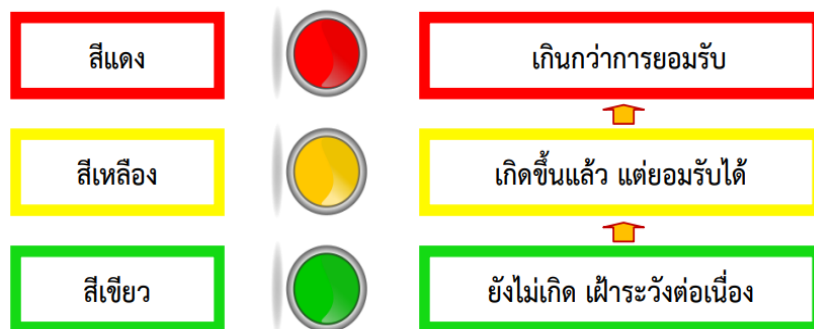 สีแดง
เกินกว่าการยอมรับ
สีเหลือง
เกิดขึ้นแล้ว แต่ยอมรับได้
สีเขียว
ยังไม่เกิด เฝ้าระวังต่อเนื่อง